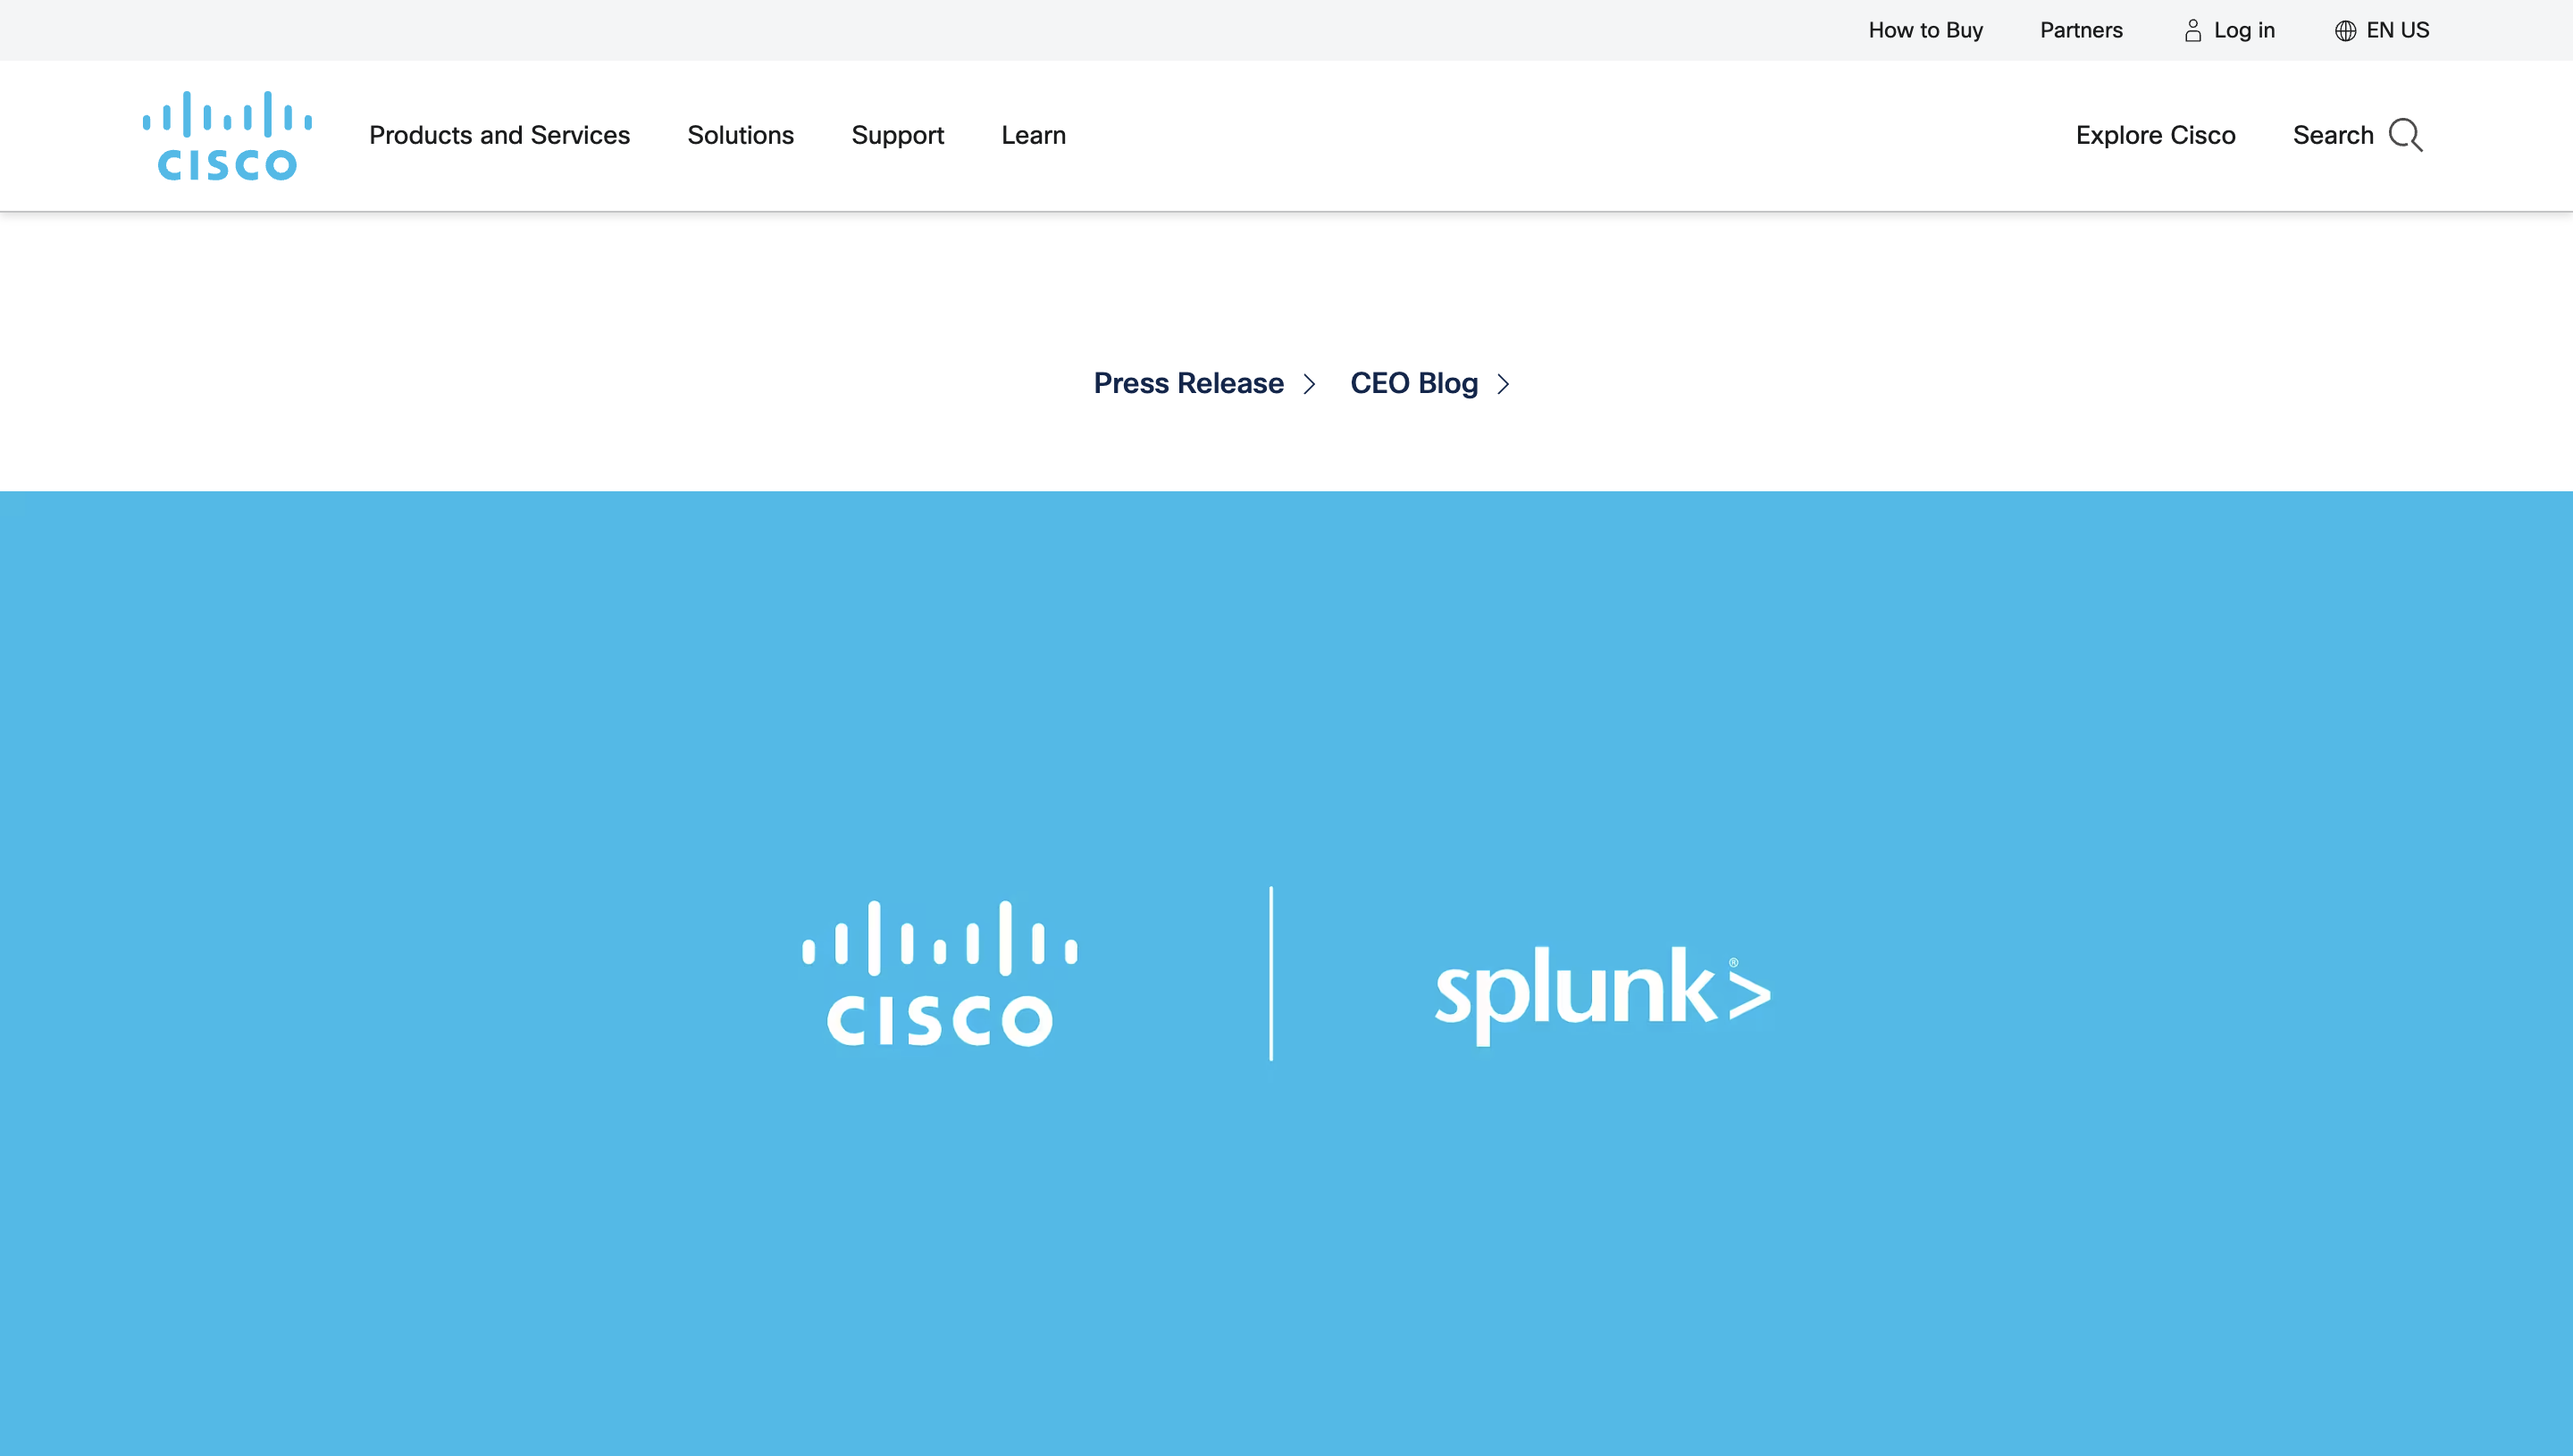 How to Buy Partners Log in EN US
CISCO Products and Services Solutions Support Learn Explore Cisco Search
Press Release CEO Blog
CISCO splunk®>